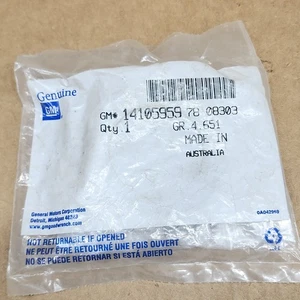 Genuine
GM
GM# 14105959 78 08303
Qty 1 GR.4.651
MADE IN
AUSTRALIA
General Motors Corporation
Detroit, Michigan 48202
www.gmgoodwrench.com
NOT RETURNABLE IF OPENED
NE PEUT ÊTRE RETOURNÉ UNE FOIS OUVERT
NO SE PUEDE RETORNAR SI ESTÁ ABIERTO